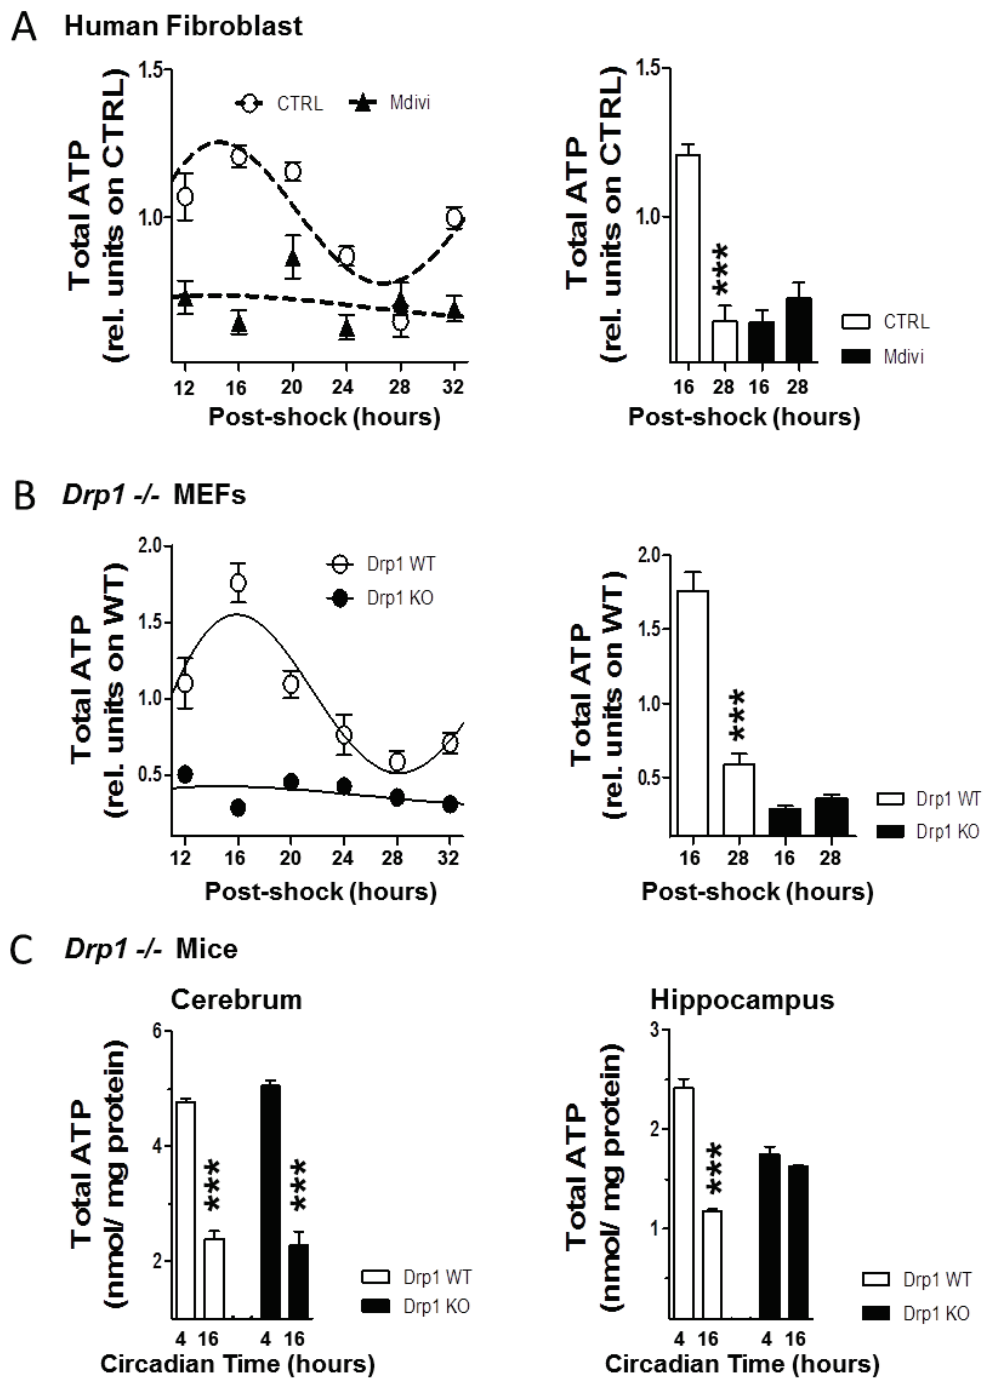 A Human Fibroblast
Total ATP
(rel. units on CTRL)
1.5
1.0
CTRL Mdivi
12 16 20 24 28 32
Post-shock (hours)
Total ATP
(rel. units on CTRL)
1.5
1.0
***
CTRL
Mdivi
16 28 16 28
Post-shock (hours)
B Drp1 -/- MEFs
Total ATP
(rel. units on WT)
2.0
1.5
1.0
0.5
Drp1 WT
Drp1 KO
12 16 20 24 28 32
Post-shock (hours)
Total ATP
(rel. units on WT)
2.0
1.5
1.0
0.5
***
Drp1 WT
Drp1 KO
16 28 16 28
Post-shock (hours)
C Drp1 -/- Mice
Cerebrum
Total ATP
(nmol/ mg protein)
6
4
2
***
***
Drp1 WT
Drp1 KO
4 16 4 16
Circadian Time (hours)
Hippocampus
Total ATP
(nmol/ mg protein)
3
2
1
***
Drp1 WT
Drp1 KO
4 16 4 16
Circadian Time (hours)